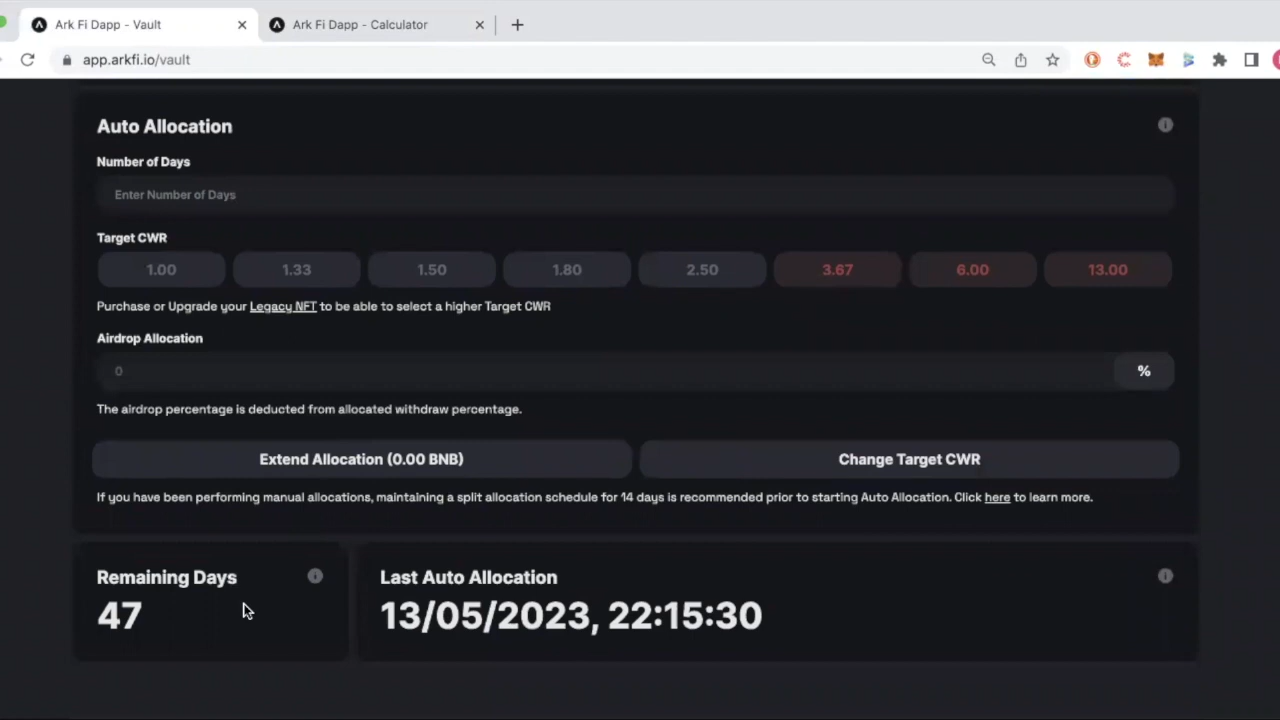 Ark Fi Dapp - Vault
Ark Fi Dapp - Calculator
app.arkfi.io/vault
Auto Allocation
Number of Days
Enter Number of Days
Target CWR
1.00 1.33 1.50 1.80 2.50 3.67 6.00 13.00
Purchase or Upgrade your Legacy NFT to be able to select a higher Target CWR
Airdrop Allocation
0 %
The airdrop percentage is deducted from allocated withdraw percentage.
Extend Allocation (0.00 BNB) Change Target CWR
If you have been performing manual allocations, maintaining a split allocation schedule for 14 days is recommended prior to starting Auto Allocation. Click here to learn more.
Remaining Days
47
Last Auto Allocation
13/05/2023, 22:15:30